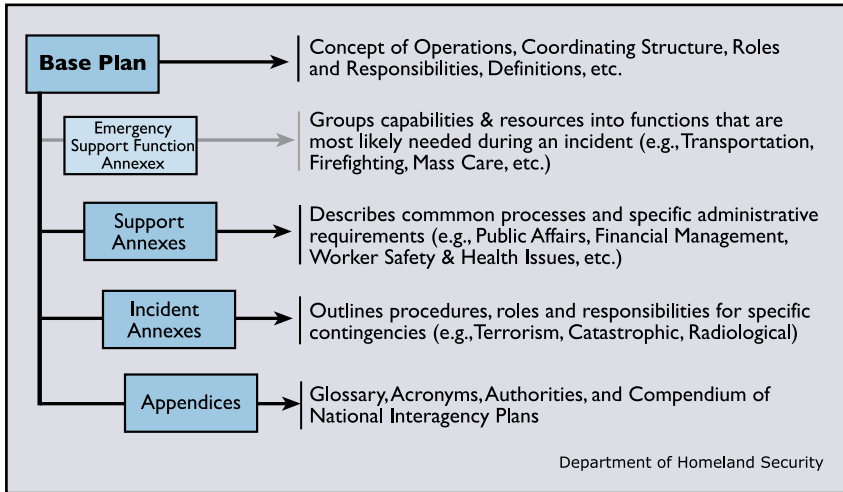 Base Plan
Concept of Operations, Coordinating Structure, Roles
and Responsibilities, Definitions, etc.
Emergency
Support Function
Annexex
Groups capabilities & resources into functions that are
most likely needed during an incident (e.g., Transportation,
Firefighting, Mass Care, etc.)
Support
Annexes
Describes commmon processes and specific administrative
requirements (e.g., Public Affairs, Financial Management,
Worker Safety & Health Issues, etc.)
Incident
Annexes
Outlines procedures, roles and responsibilities for specific
contingencies (e.g., Terrorism, Catastrophic, Radiological)
Appendices
Glossary, Acronyms, Authorities, and Compendium of
National Interagency Plans
Department of Homeland Security